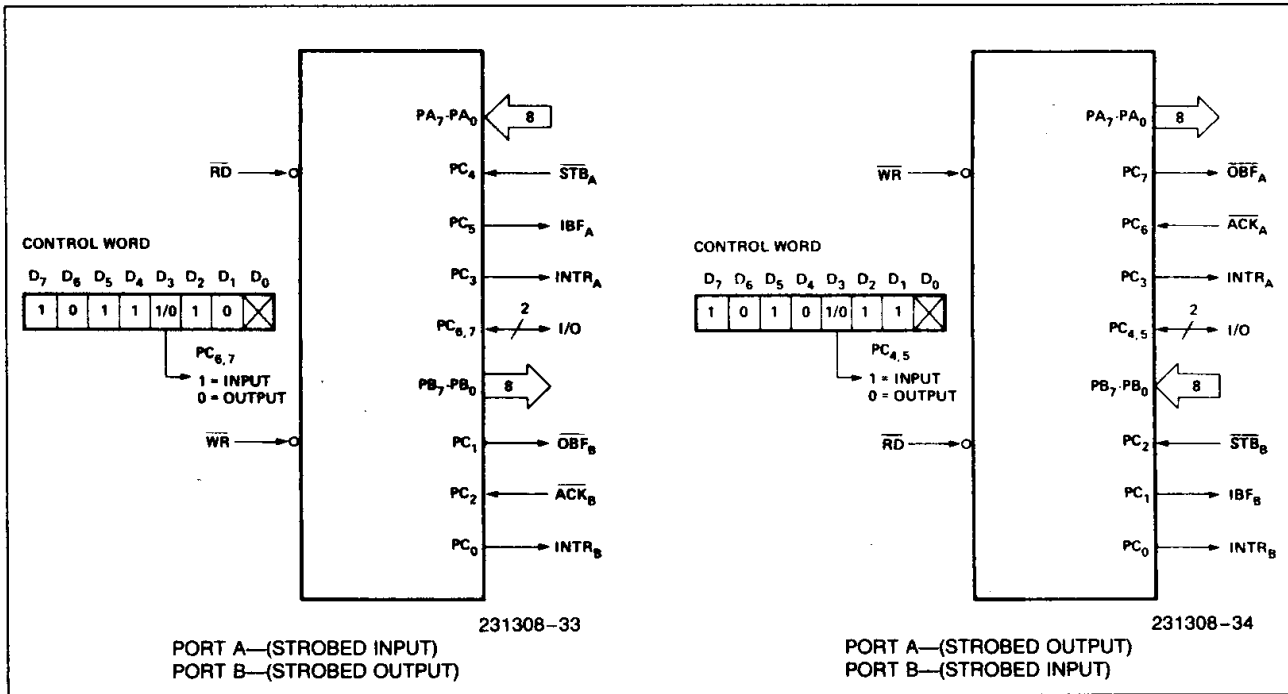 PA7-PA0 8
RD PC4 STBA
PC5 IBFA
CONTROL WORD
D7 D6 D5 D4 D3 D2 D1 D0
PC3 INTRA
1 0 1 1 1/0 1 0
PC6,7 2 I/O
PC6,7
1 = INPUT
0 = OUTPUT
PB7-PB0 8
WR PC1 OBFB
PC2 ACKB
PC0 INTRB
231308-33
PORT A—(STROBED INPUT)
PORT B—(STROBED OUTPUT)
PA7-PA0 8
WR PC7 OBFA
PC6 ACKA
CONTROL WORD
D7 D6 D5 D4 D3 D2 D1 D0
PC3 INTRA
1 0 1 0 1/0 1 1
PC4,5 2 I/O
PC4,5
1 = INPUT
0 = OUTPUT
PB7-PB0 8
RD PC2 STBB
PC1 IBFB
PC0 INTRB
231308-34
PORT A—(STROBED OUTPUT)
PORT B—(STROBED INPUT)